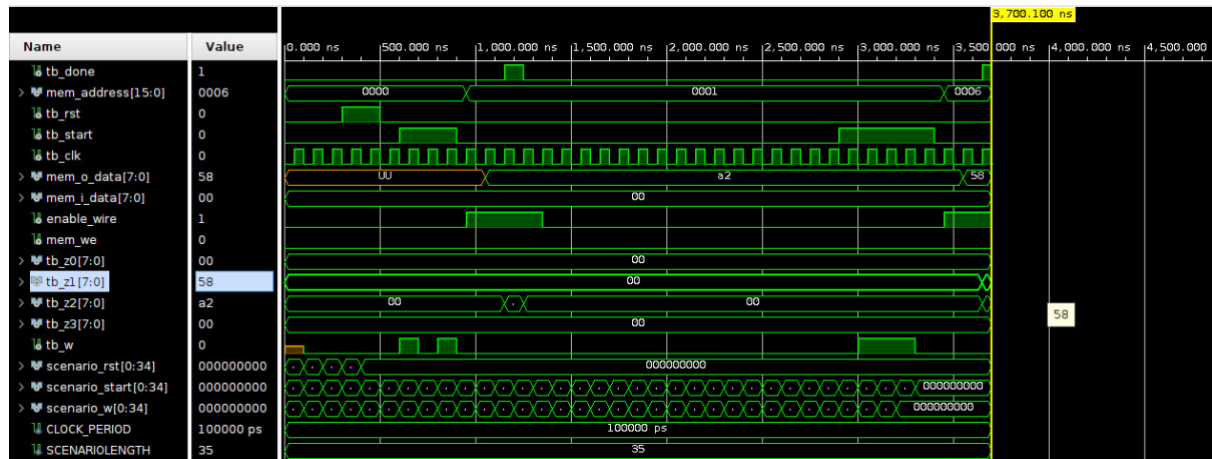 3,700.100 ns
Name Value 0.000 ns 500.000 ns 1,000.000 ns 1,500.000 ns 2,000.000 ns 2,500.000 ns 3,000.000 ns 3,500.000 ns 4,000.000 ns 4,500.000
tb_done 1
mem_address[15:0] 0006 0000 0001 0006
tb_rst 0
tb_start 0
tb_clk 0
mem_o_data[7:0] 58 UU a2 58
mem_i_data[7:0] 00 00
enable_wire 1
mem_we 0
tb_z0[7:0] 00 00
tb_z1[7:0] 58 00
tb_z2[7:0] a2 00 00
tb_z3[7:0] 00 00
58
tb_w 0
scenario_rst[0:34] 000000000 000000000
scenario_start[0:34] 000000000 000000000
scenario_w[0:34] 000000000 000000000
CLOCK_PERIOD 100000 ps 100000 ps
SCENARIOLENGTH 35 35